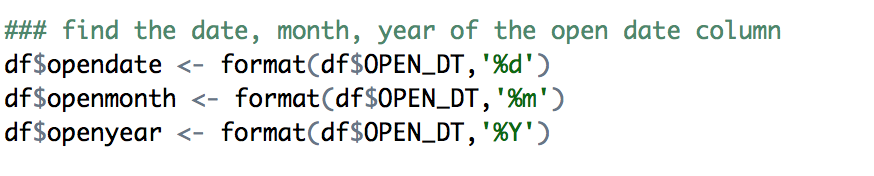 ### find the date, month, year of the open date column
df$opendate <- format(df$OPEN_DT,'%d')
df$openmonth <- format(df$OPEN_DT,'%m')
df$openyear <- format(df$OPEN_DT,'%Y')